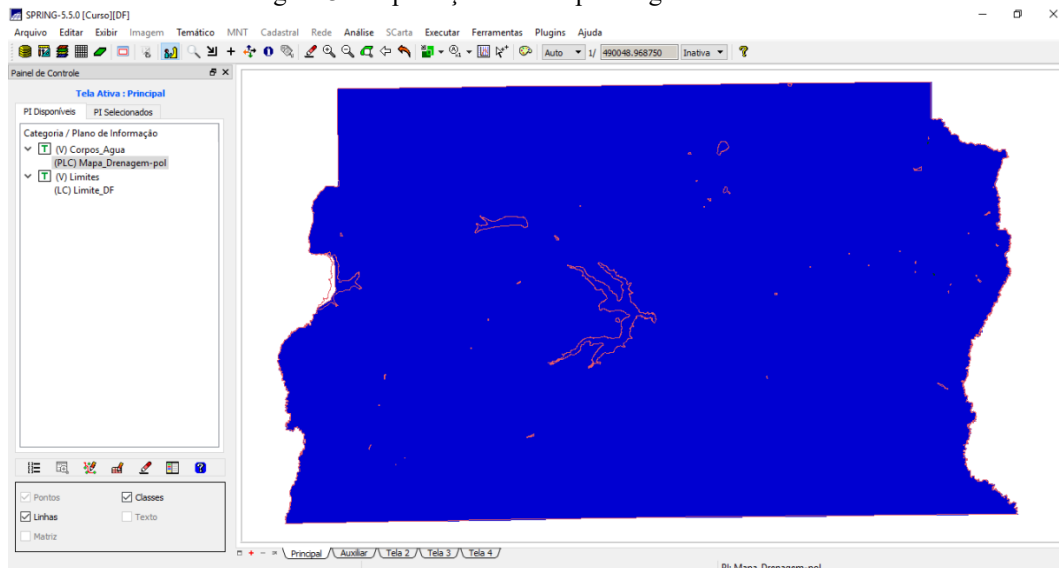 SPRING-5.5.0 [Curso][DF]
Arquivo Editar Exibir Imagem Temático MNT Cadastral Rede Análise SCarta Executar Ferramentas Plugins Ajuda
Auto 1/ 490048.968750 Inativa
Painel de Controle
Tela Ativa : Principal
PI Disponíveis PI Selecionados
Categoria / Plano de Informação
(V) Corpos_Agua
(PLC) Mapa_Drenagem-pol
(V) Limites
(LC) Limite_DF
Pontos Classes
Linhas Texto
Matriz
Principal Auxiliar Tela 2 Tela 3 Tela 4
PI: Mapa_Drenagem-pol